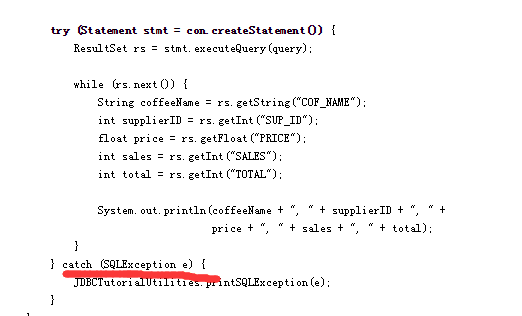 try (Statement stmt = con.createStatement()) {
ResultSet rs = stmt.executeQuery(query);
while (rs.next()) {
String coffeeName = rs.getString("COF_NAME");
int supplierID = rs.getInt("SUP_ID");
float price = rs.getFloat("PRICE");
int sales = rs.getInt("SALES");
int total = rs.getInt("TOTAL");
System.out.println(coffeeName + ", " + supplierID + ", " +
price + ", " + sales + ", " + total);
}
} catch (SQLException e) {
JDBCTutorialUtilities.printSQLException(e);
}